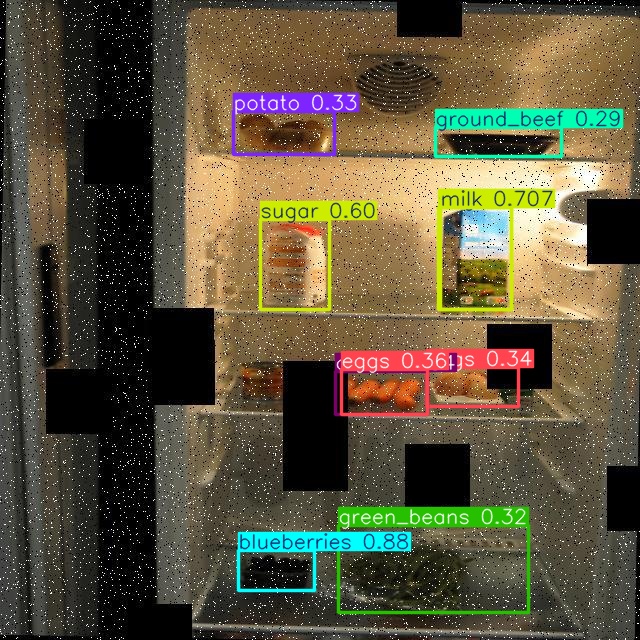 potato 0.33
ground_beef 0.29
milk 0.707
sugar 0.60
eggs 0.36
0.34
green_beans 0.32
blueberries 0.88